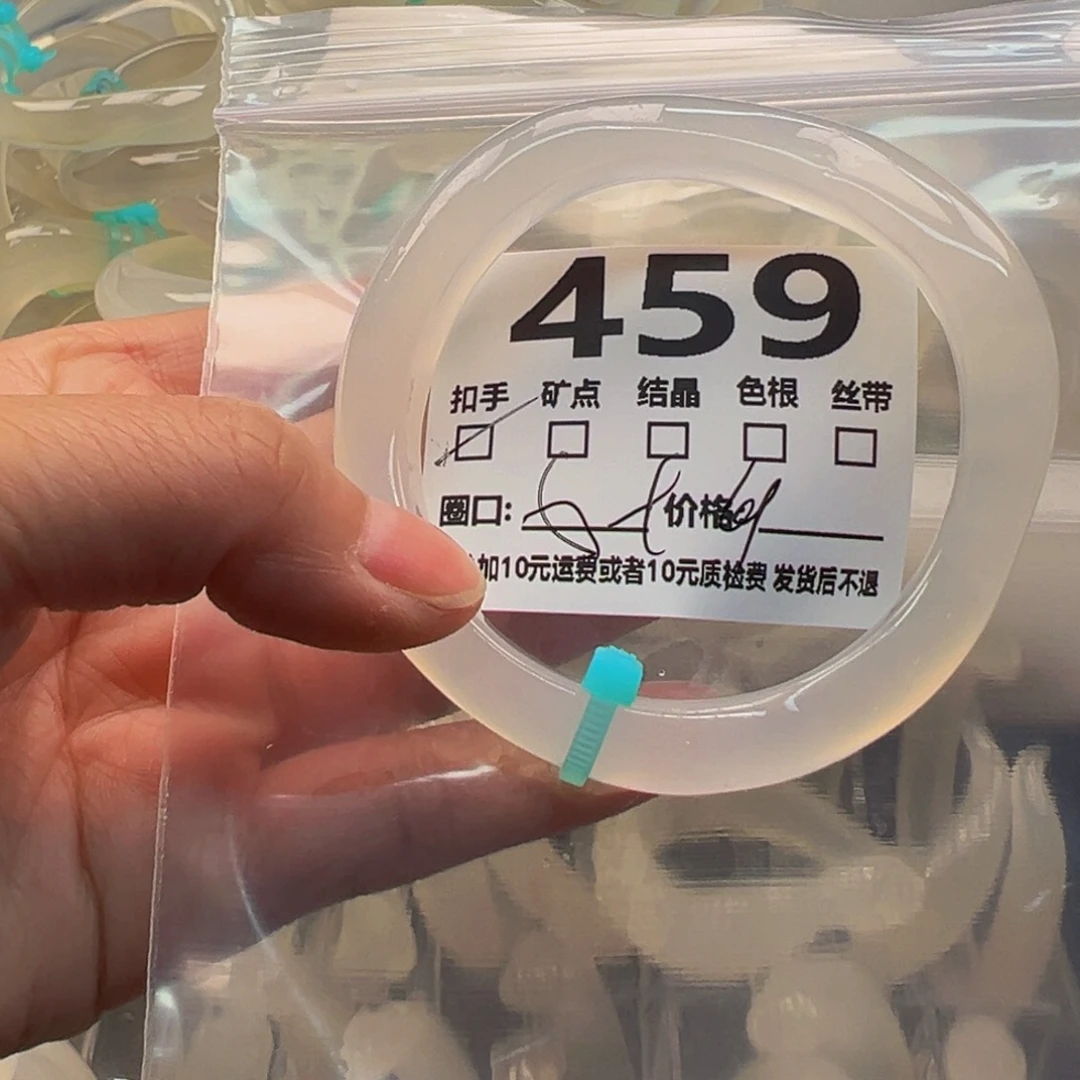 459
扣手 矿点 结晶 色根 丝带
圈口: 价格
加10元运费或者10元质检费 发货后不退